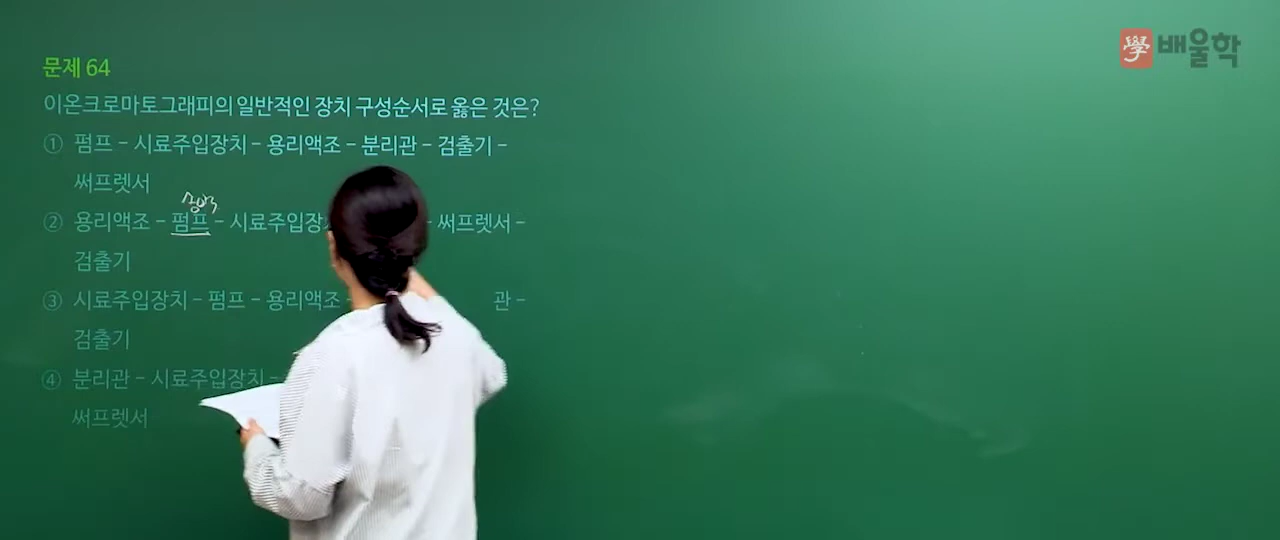 學 배울학
문제 64
이온크로마토그래피의 일반적인 장치 구성순서로 옳은 것은?
① 펌프 - 시료주입장치 - 용리액조 - 분리관 - 검출기 -
써프렛서
② 용리액조 - 펌프 - 시료주입장 - 써프렛서 -
검출기
③ 시료주입장치 - 펌프 - 용리액조 - 관 -
검출기
④ 분리관 - 시료주입장치 -
써프렛서